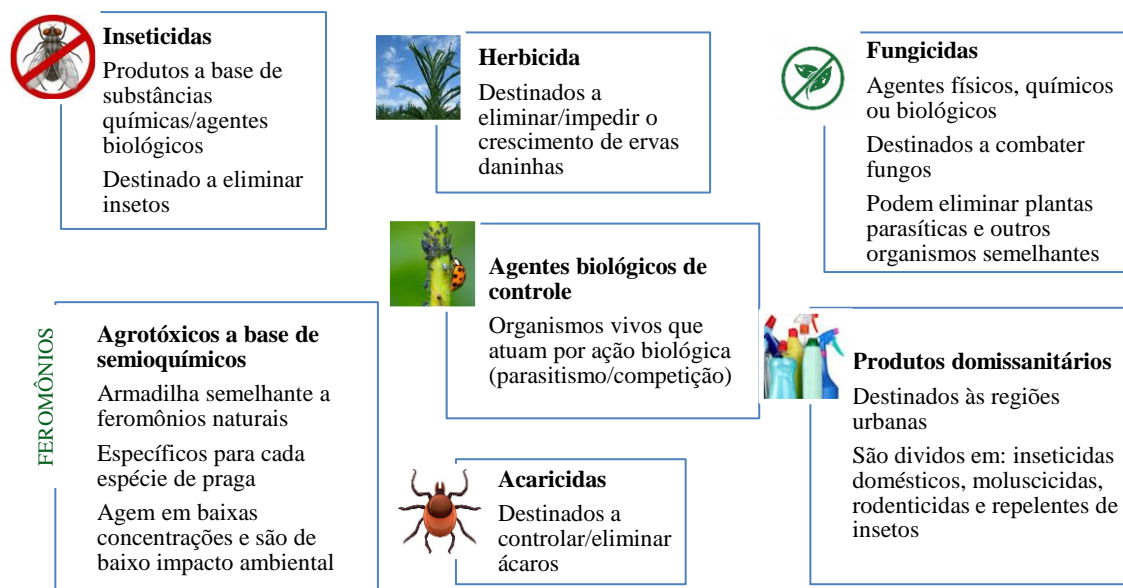 Inseticidas
Produtos a base de
substâncias
químicas/agentes
biológicos
Destinado a eliminar
insetos
Herbicida
Destinados a
eliminar/impedir o
crescimento de ervas
daninhas
Fungicidas
Agentes físicos, químicos
ou biológicos
Destinados a combater
fungos
Podem eliminar plantas
parasíticas e outros
organismos semelhantes
FEROMÔNIOS
Agrotóxicos a base de
semioquímicos
Armadilha semelhante a
feromônios naturais
Específicos para cada
espécie de praga
Agem em baixas
concentrações e são de
baixo impacto ambiental
Agentes biológicos de
controle
Organismos vivos que
atuam por ação biológica
(parasitismo/competição)
Acaricidas
Destinados a
controlar/eliminar
ácaros
Produtos domissanitários
Destinados às regiões
urbanas
São dividos em: inseticidas
domésticos, moluscicidas,
rodenticidas e repelentes de
insetos